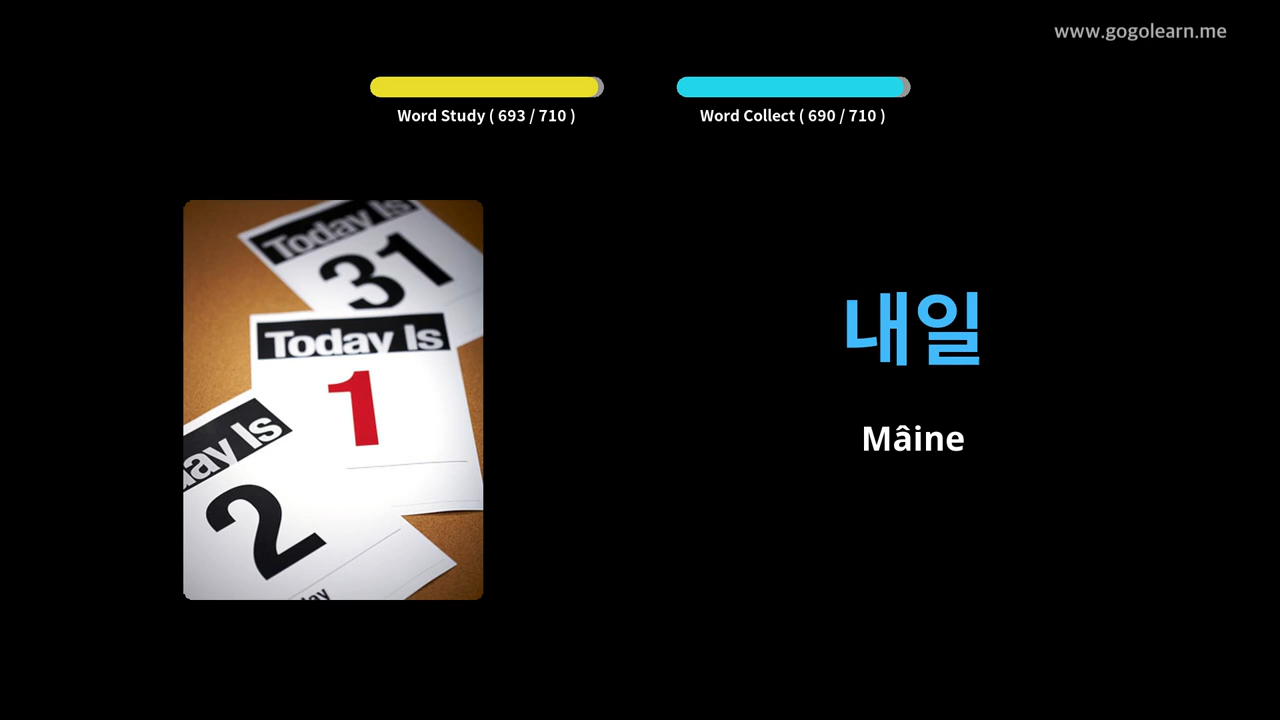 www.gogolearn.me
Word Study ( 693 / 710 )
Word Collect ( 690 / 710 )
Today Is
31
Today Is
1
day Is
2
내일
Mâine